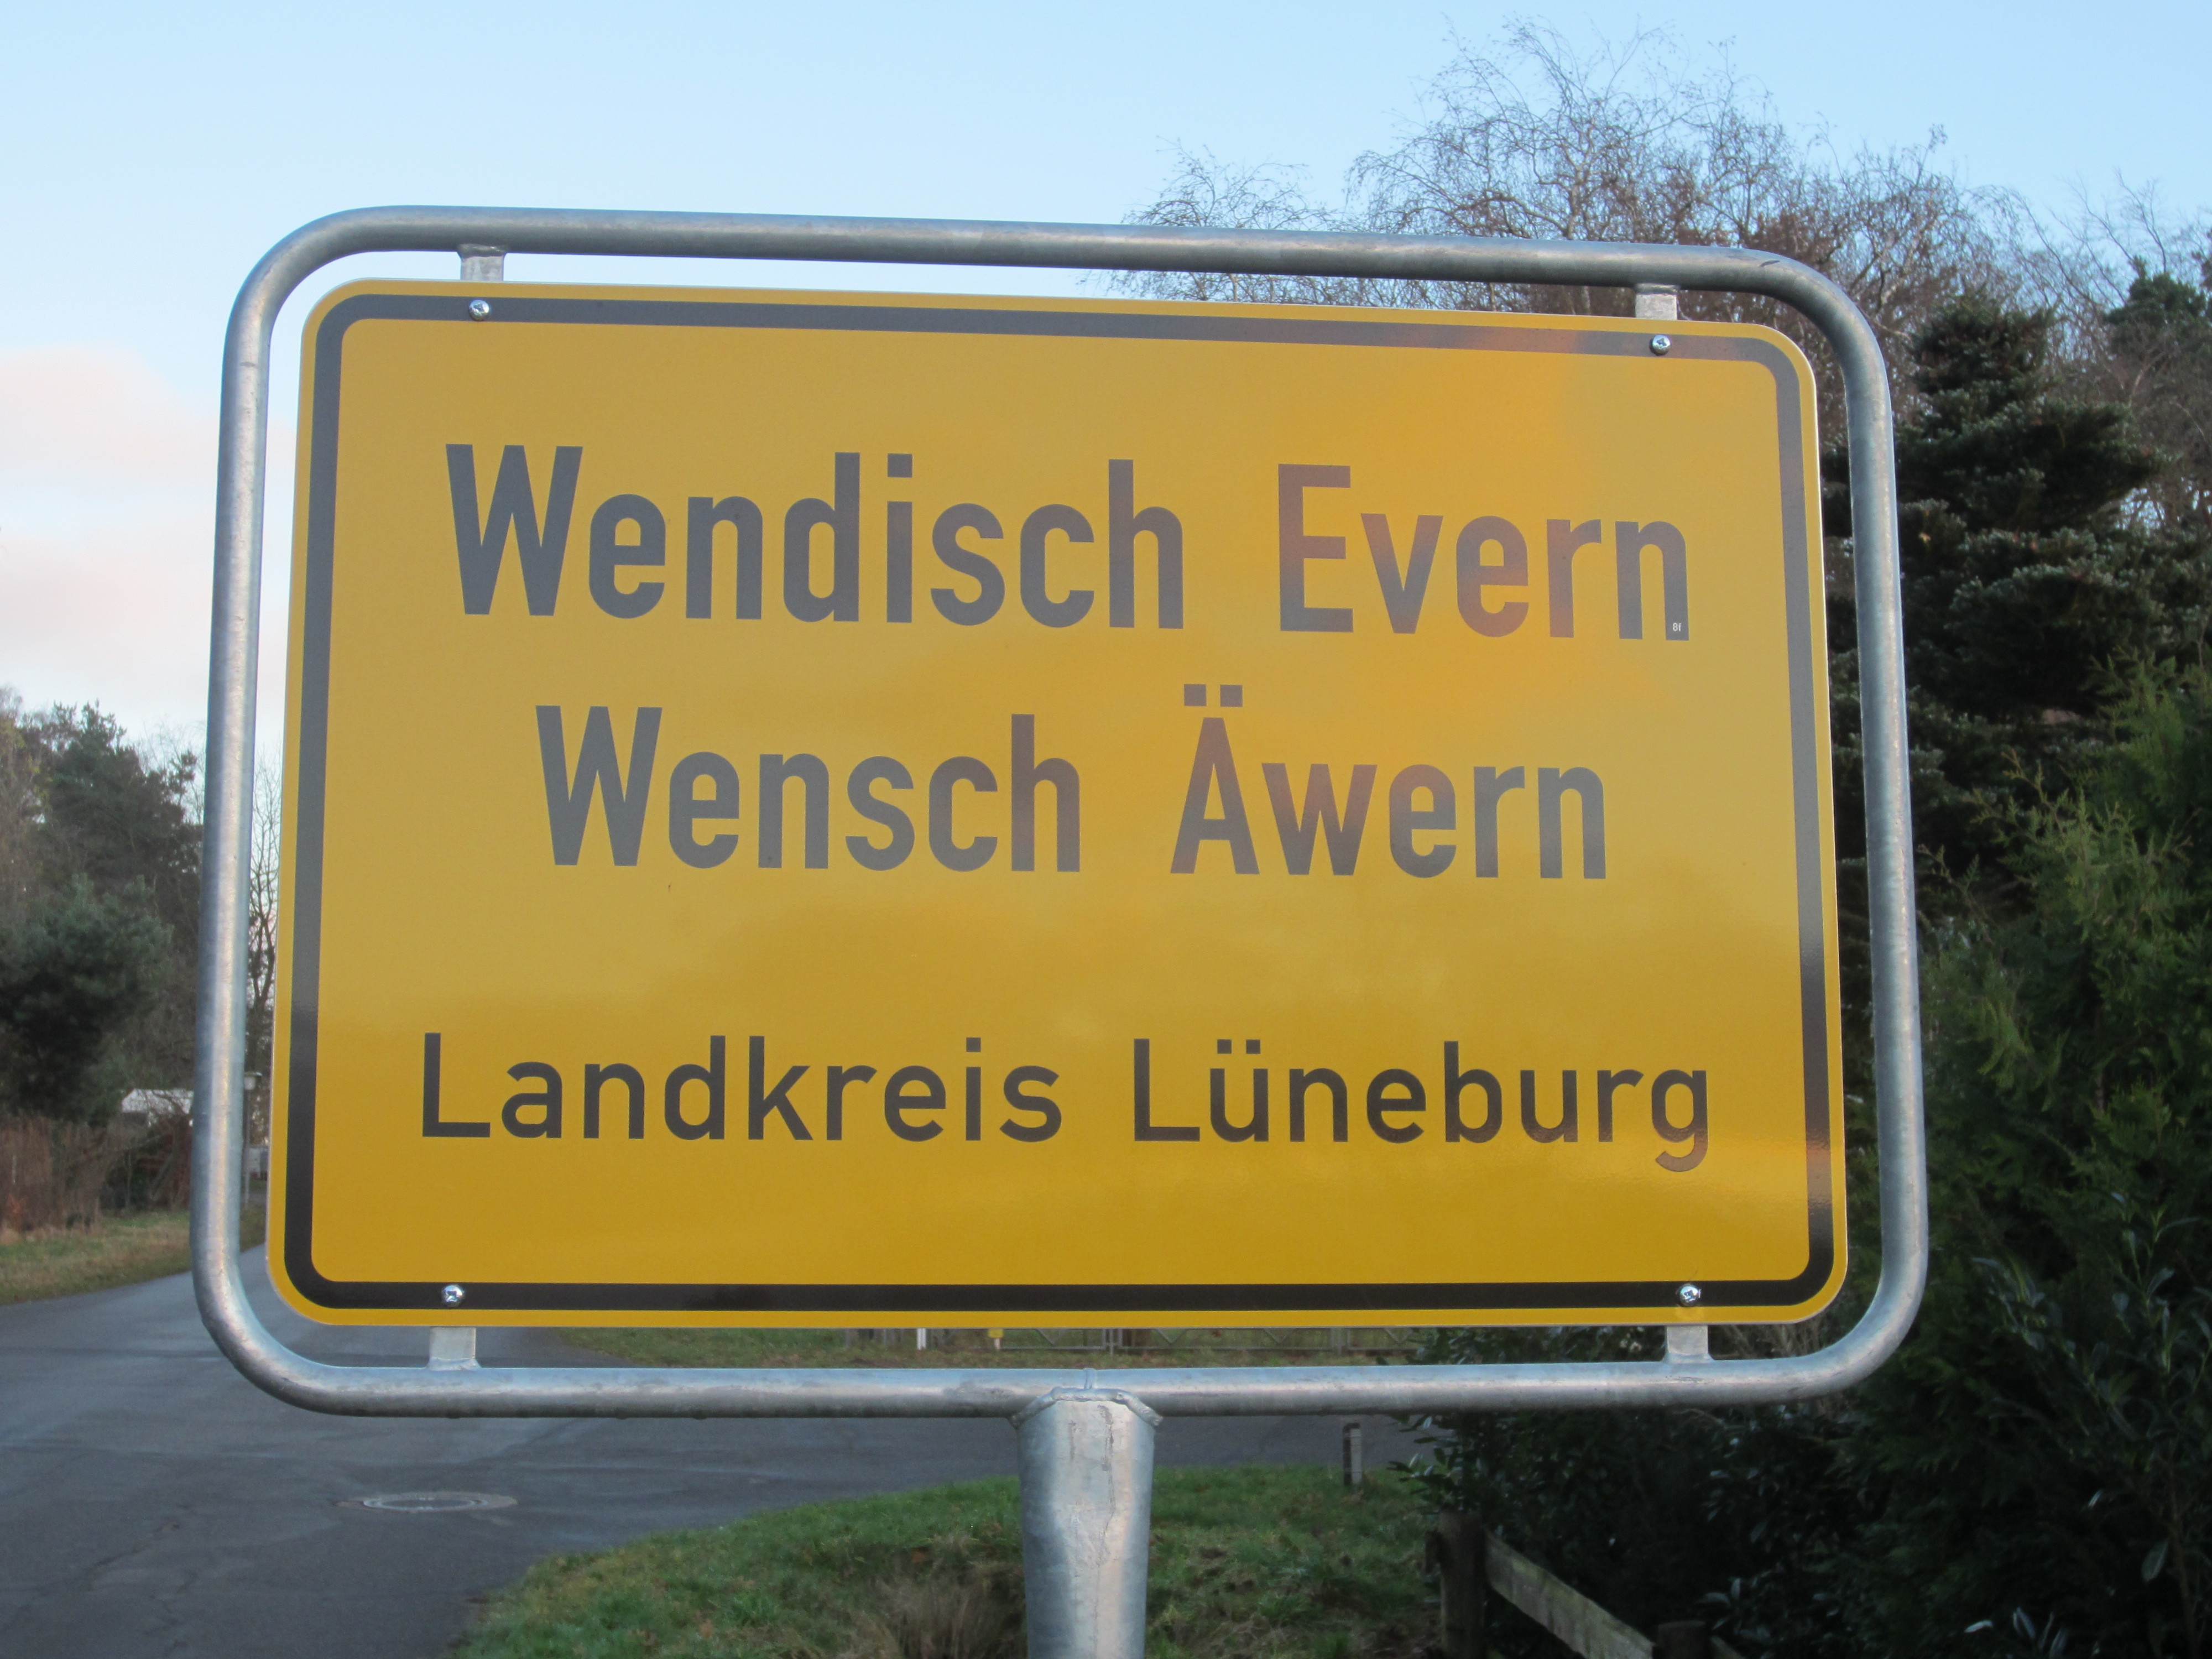 Wendisch Evern
Wensch Äwern
Landkreis Lüneburg